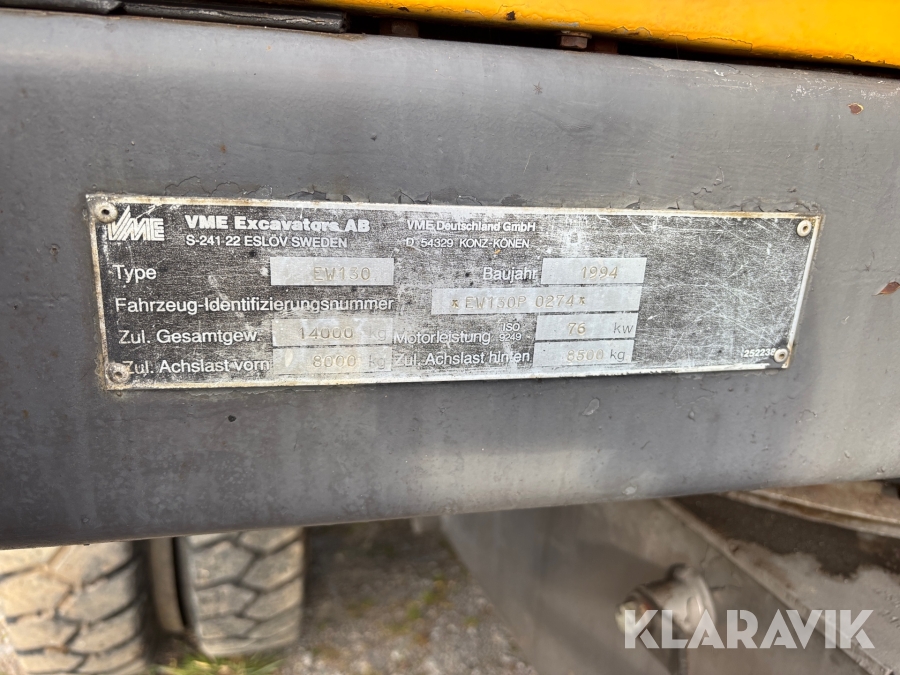 VME
VME Excavators AB
S-241 22 ESLÖV SWEDEN
VME Deutschland GmbH
D 54329 KONZ-KÖNEN
Type EW150 Baujahr 1994
Fahrzeug-Identifizierungsnummer *EW150P 0274*
Zul. Gesamtgew. 14000 kg Motorleistung ISO 9249 76 kw
Zul. Achslast vorn 8000 kg Zul. Achslast hinten 8500 kg
KLARAVIK